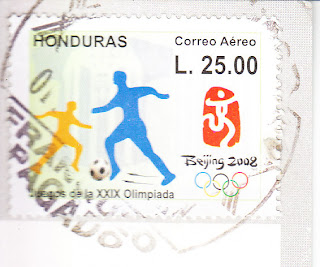 HONDURAS
Correo Aéreo
L. 25.00
Beijing 2008
Juegos de la XXIX Olimpiada